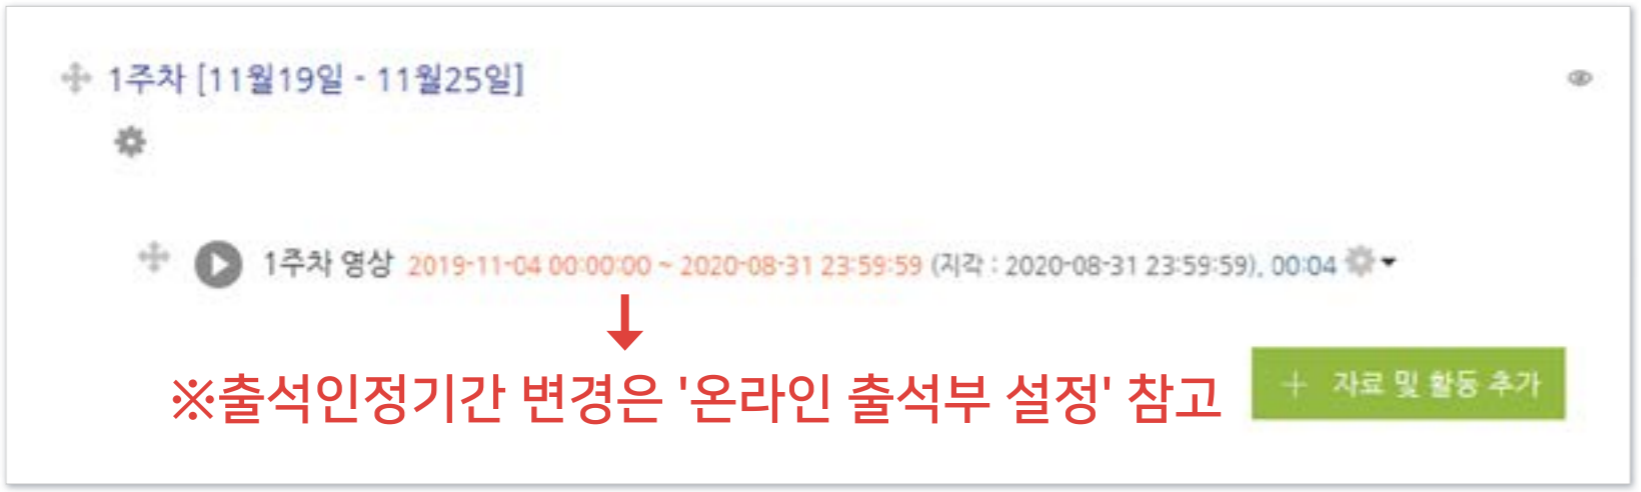 1주차 [11월19일 - 11월25일]
1주차 영상 2019-11-04 00:00:00 ~ 2020-08-31 23:59:59 (지각 : 2020-08-31 23:59:59), 00:04
※출석인정기간 변경은 '온라인 출석부 설정' 참고
+ 자료 및 활동 추가